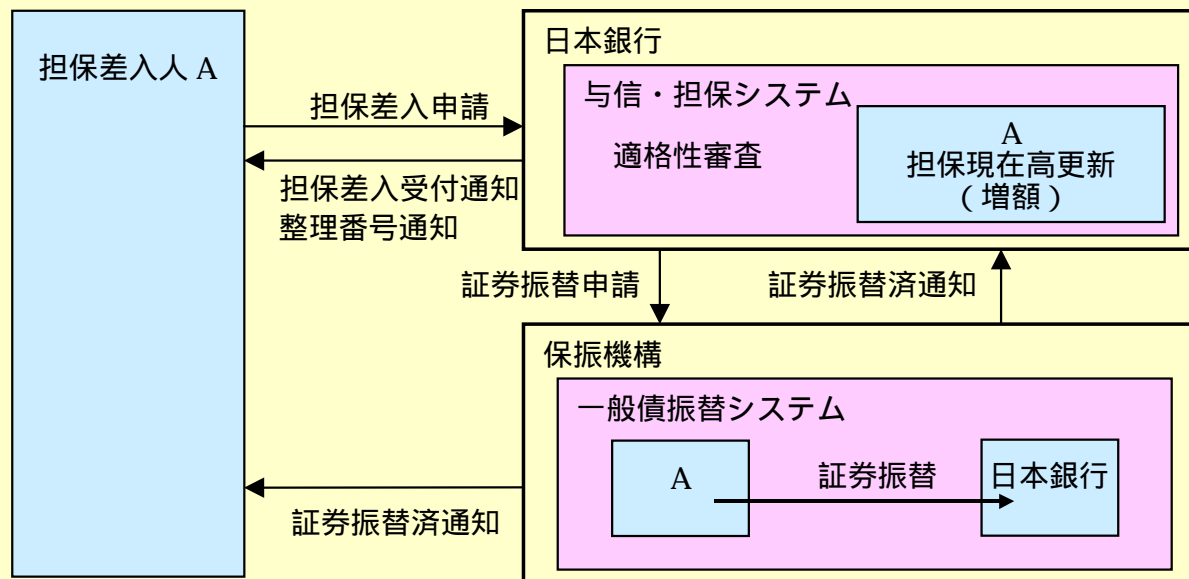 担保差入人 A
担保差入申請
担保差入受付通知
整理番号通知
日本銀行
与信・担保システム
適格性審査
A
担保現在高更新
(増額)
証券振替申請
証券振替済通知
保振機構
一般債振替システム
A
証券振替
日本銀行
証券振替済通知